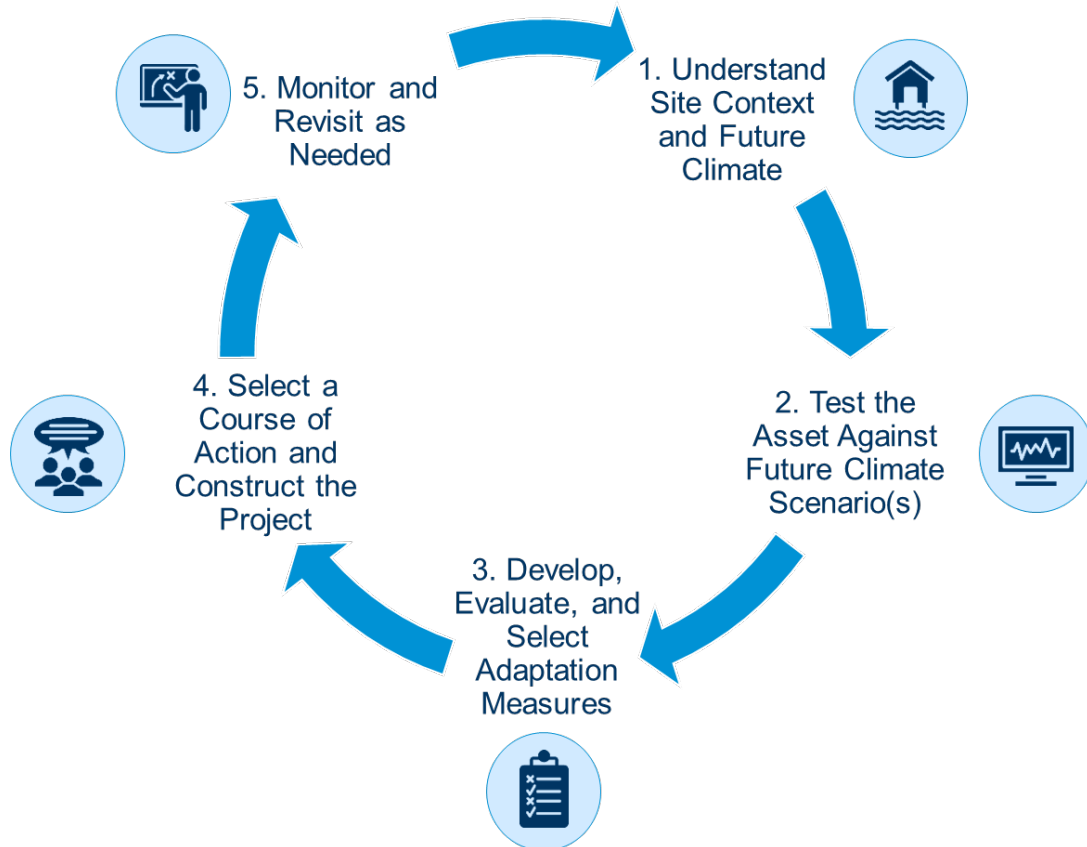 1. Understand
Site Context
and Future
Climate
2. Test the
Asset Against
Future Climate
Scenario(s)
3. Develop,
Evaluate, and
Select
Adaptation
Measures
4. Select a
Course of
Action and
Construct the
Project
5. Monitor and
Revisit as
Needed